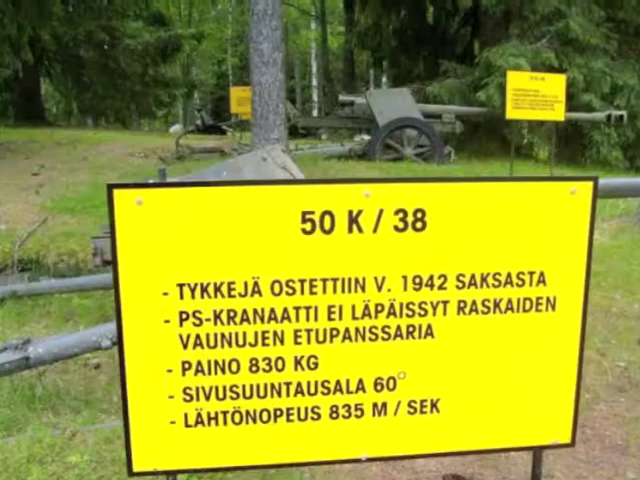 50 K / 38
- TYKKEJÄ OSTETTIIN V. 1942 SAKSASTA
- PS-KRANAATTI EI LÄPÄISSYT RASKAIDEN
VAUNUJEN ETUPANSSARIA
- PAINO 830 KG
- SIVUSUUNTAUSALA 60°
- LÄHTÖNOPEUS 835 M / SEK